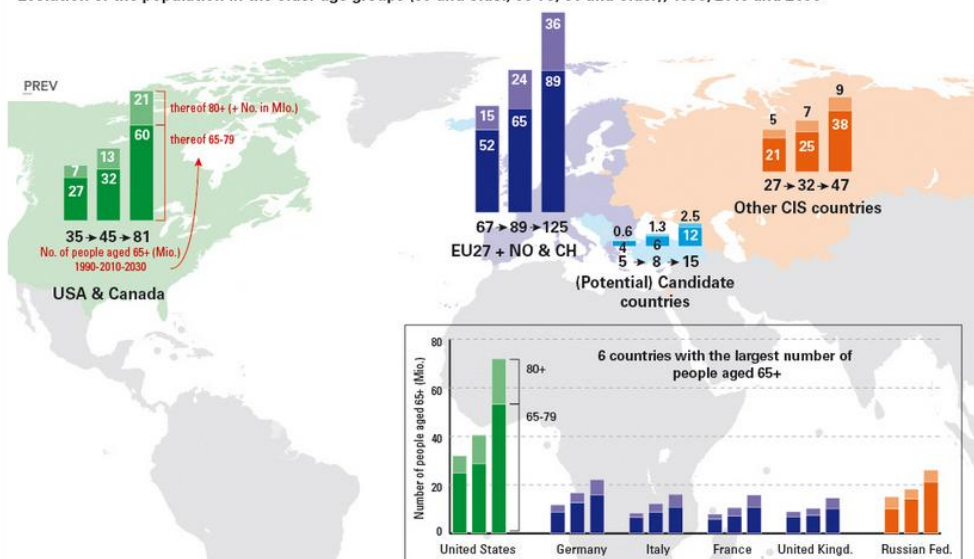 PREV
21
thereof 80+ (+ No. in Mio.)
60
thereof 65-79
7
13
27
32
35 → 45 → 81
No. of people aged 65+ (Mio.)
1990-2010-2030
USA & Canada
36
24
89
15
65
52
67 → 89 → 125
EU27 + NO & CH
0.6
1.3
2.5
4
6
12
5 → 8 → 15
(Potential) Candidate
countries
9
7
5
38
25
21
27 → 32 → 47
Other CIS countries
6 countries with the largest number of
people aged 65+
Number of people aged 65+ (Mio.)
80
60
40
20
0
80+
65-79
United States
Germany
Italy
France
United Kingd.
Russian Fed.